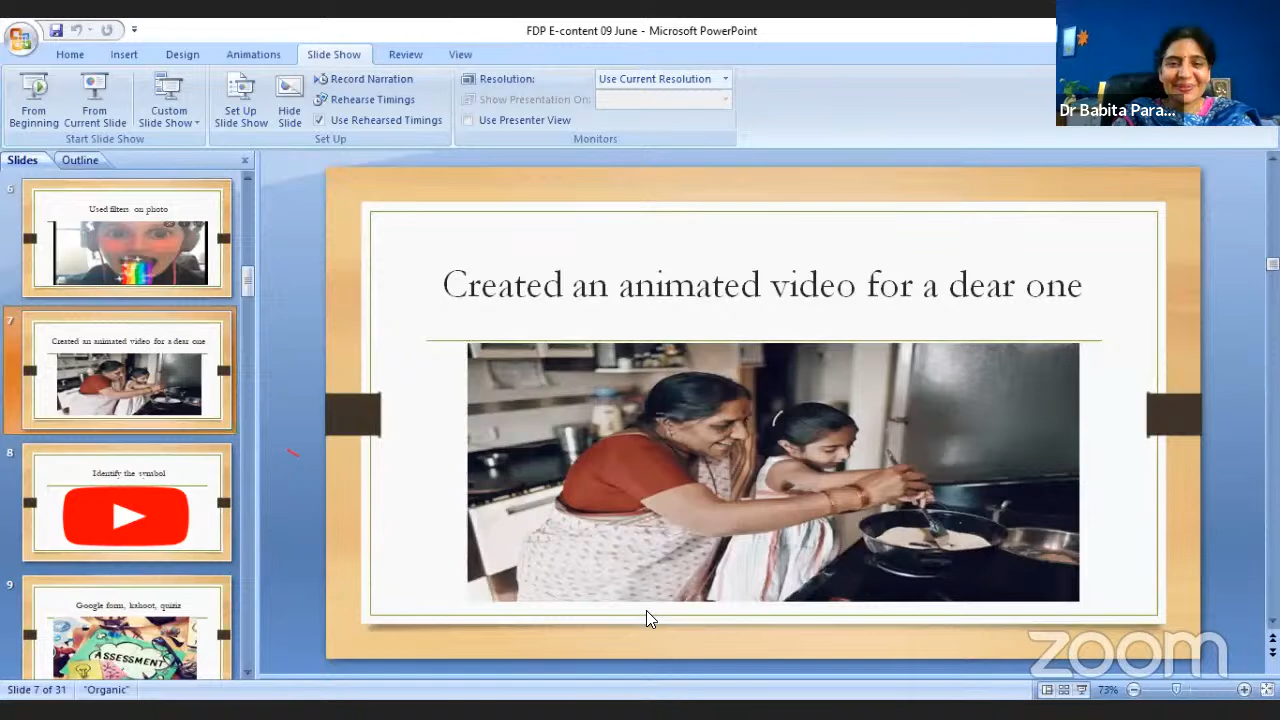 FDP E-content 09 June - Microsoft PowerPoint
Home Insert Design Animations Slide Show Review View
From Beginning
From Current Slide
Custom Slide Show
Start Slide Show
Set Up Slide Show
Hide Slide
Record Narration
Rehearse Timings
Use Rehearsed Timings
Set Up
Resolution: Use Current Resolution
Show Presentation On:
Use Presenter View
Monitors
Dr Babita Para...
Slides Outline
6
Used filters on photo
7
Created an animated video for a dear one
8
Identify the symbol
9
Google form, kahoot, quiziz
ASSESSMENT
Created an animated video for a dear one
zoom
Slide 7 of 31 "Organic" 73%